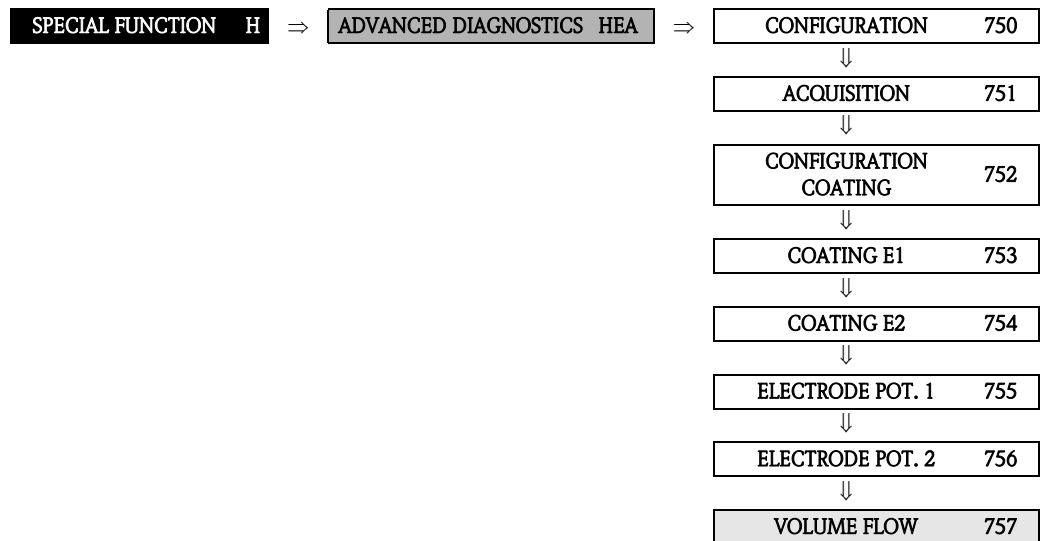 SPECIAL FUNCTION H ⇒ ADVANCED DIAGNOSTICS HEA ⇒ CONFIGURATION 750
⇓
ACQUISITION 751
⇓
CONFIGURATION
COATING 752
⇓
COATING E1 753
⇓
COATING E2 754
⇓
ELECTRODE POT. 1 755
⇓
ELECTRODE POT. 2 756
⇓
VOLUME FLOW 757